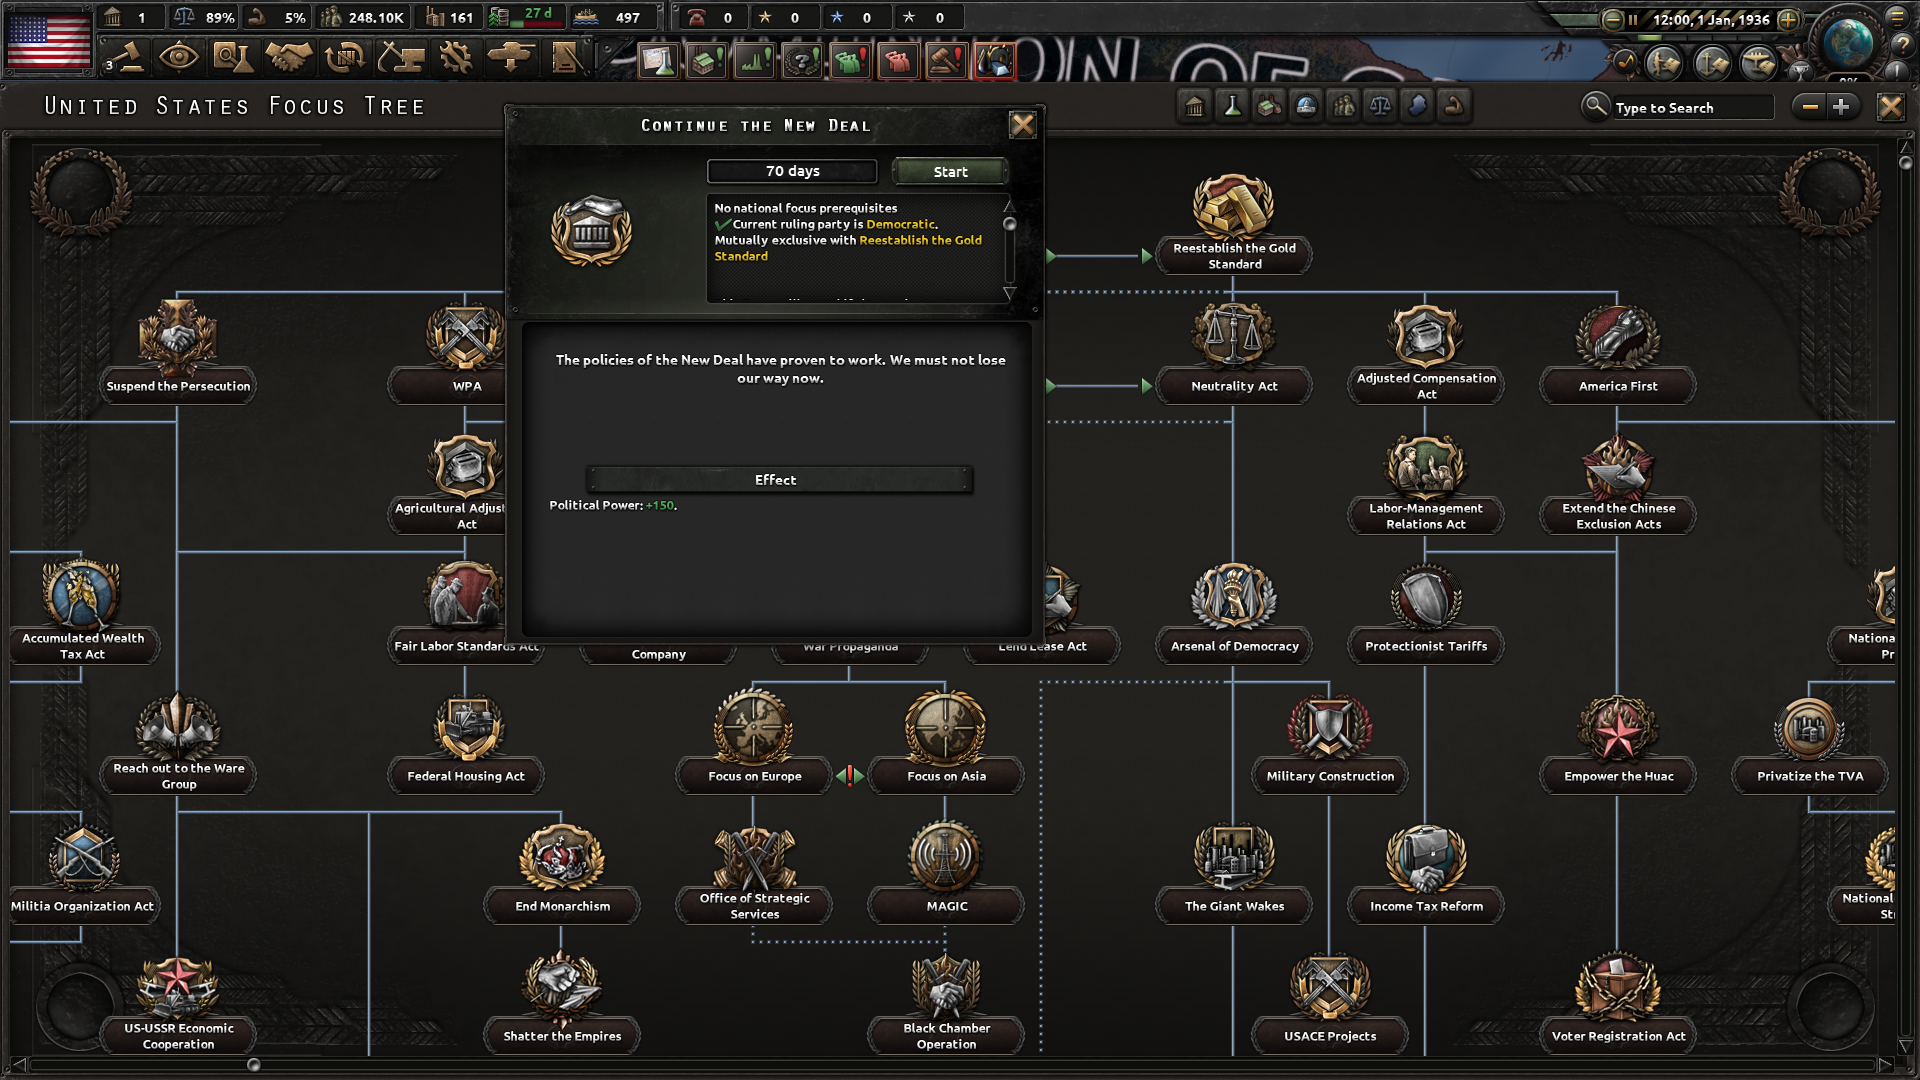 1
89%
5%
248.10K
161
27 d
497
0
0
0
0
12:00, 1 Jan, 1936
3
United States Focus Tree
Type to Search
Continue the New Deal
70 days
Start
No national focus prerequisites
Current ruling party is Democratic.
Mutually exclusive with Reestablish the Gold
Standard
The policies of the New Deal have proven to work. We must not lose
our way now.
Effect
Political Power: +150.
Reestablish the Gold
Standard
Suspend the Persecution
WPA
Neutrality Act
Adjusted Compensation
Act
America First
Agricultural Adjust
Act
Labor-Management
Relations Act
Extend the Chinese
Exclusion Acts
Accumulated Wealth
Tax Act
Fair Labor Standards Act
Company
War Propaganda
Lend Lease Act
Arsenal of Democracy
Protectionist Tariffs
Nationa
Pr
Reach out to the Ware
Group
Federal Housing Act
Focus on Europe
Focus on Asia
Military Construction
Empower the Huac
Privatize the TVA
Militia Organization Act
End Monarchism
Office of Strategic
Services
MAGIC
The Giant Wakes
Income Tax Reform
National
St
US-USSR Economic
Cooperation
Shatter the Empires
Black Chamber
Operation
USACE Projects
Voter Registration Act